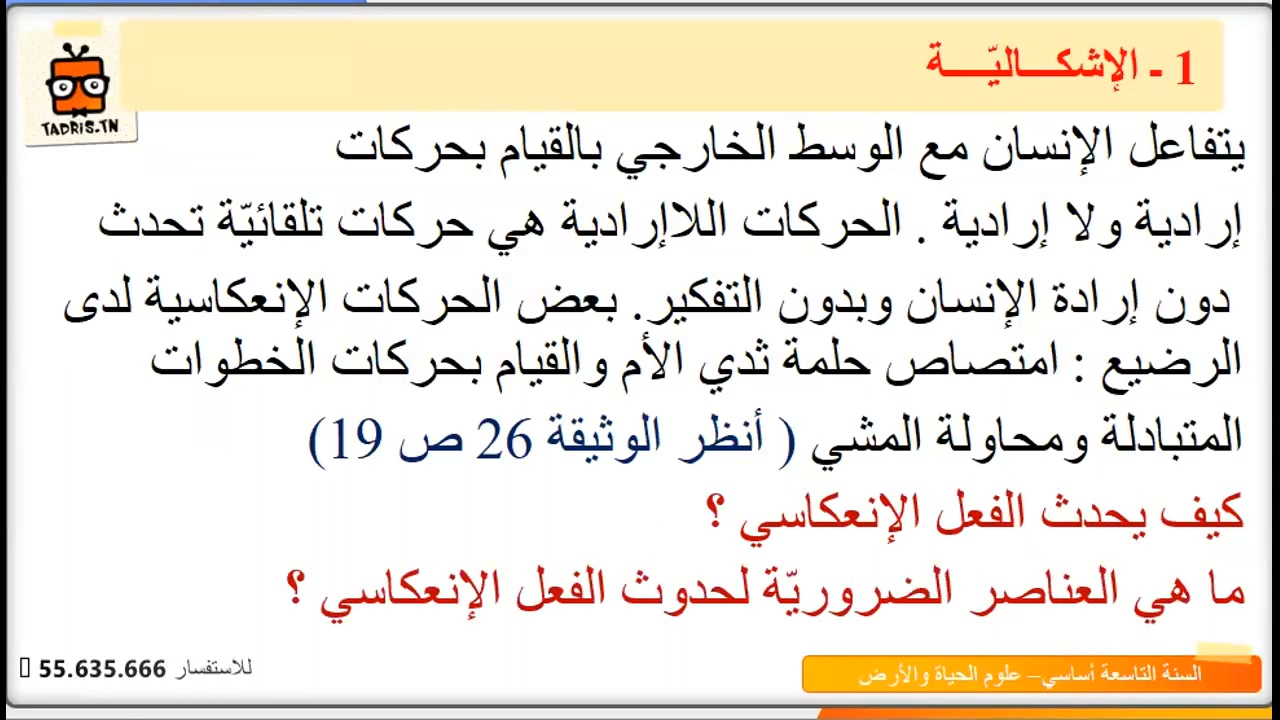 1 - الإشكـــاليّـــــة
TADRIS.TN
يتفاعل الإنسان مع الوسط الخارجي بالقيام بحركات
إرادية ولا إرادية . الحركات اللاإرادية هي حركات تلقائيّة تحدث
دون إرادة الإنسان وبدون التفكير. بعض الحركات الإنعكاسية لدى
الرضيع : امتصاص حلمة ثدي الأم والقيام بحركات الخطوات
المتبادلة ومحاولة المشي ( أنظر الوثيقة 26 ص 19)
كيف يحدث الفعل الإنعكاسي ؟
ما هي العناصر الضروريّة لحدوث الفعل الإنعكاسي ؟
السنة التاسعة أساسي– علوم الحياة والأرض
للاستفسار 55.635.666